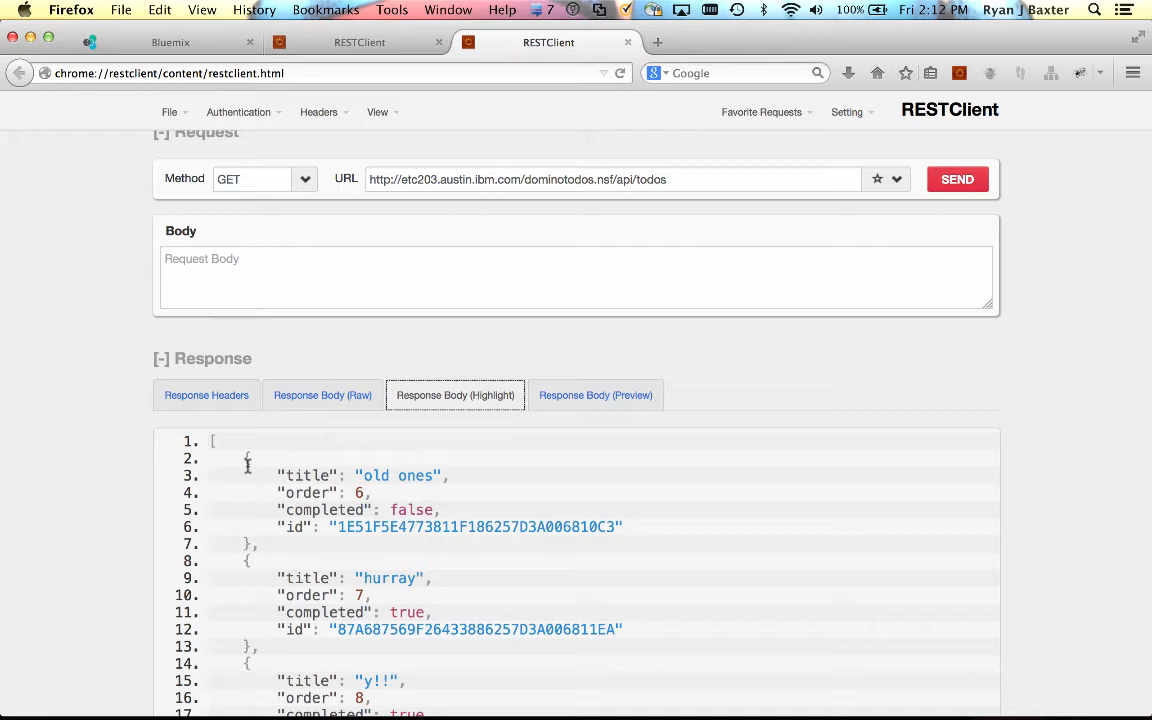 Firefox File Edit View History Bookmarks Tools Window Help 7 100% Fri 2:12 PM Ryan J Baxter
Bluemix × RESTClient × RESTClient × +
chrome://restclient/content/restclient.html Google
File Authentication Headers View Favorite Requests Setting RESTClient
[-] Request
Method GET URL http://etc203.austin.ibm.com/dominotodos.nsf/api/todos SEND
Body
Request Body
[-] Response
Response Headers Response Body (Raw) Response Body (Highlight) Response Body (Preview)
1. [
2. {
3. "title": "old ones",
4. "order": 6,
5. "completed": false,
6. "id": "1E51F5E4773811F186257D3A006810C3"
7. },
8. {
9. "title": "hurray",
10. "order": 7,
11. "completed": true,
12. "id": "87A687569F26433886257D3A006811EA"
13. },
14. {
15. "title": "y!!",
16. "order": 8,
17. "completed": true